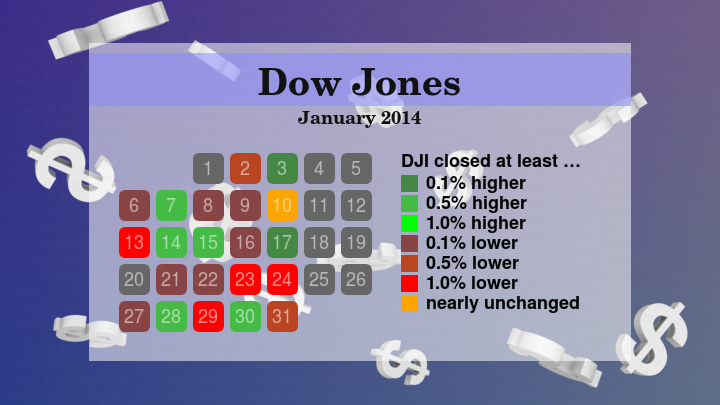 Dow Jones
January 2014
1 2 3 4 5
6 7 8 9 10 11 12
13 14 15 16 17 18 19
20 21 22 23 24 25 26
27 28 29 30 31
DJI closed at least ...
0.1% higher
0.5% higher
1.0% higher
0.1% lower
0.5% lower
1.0% lower
nearly unchanged